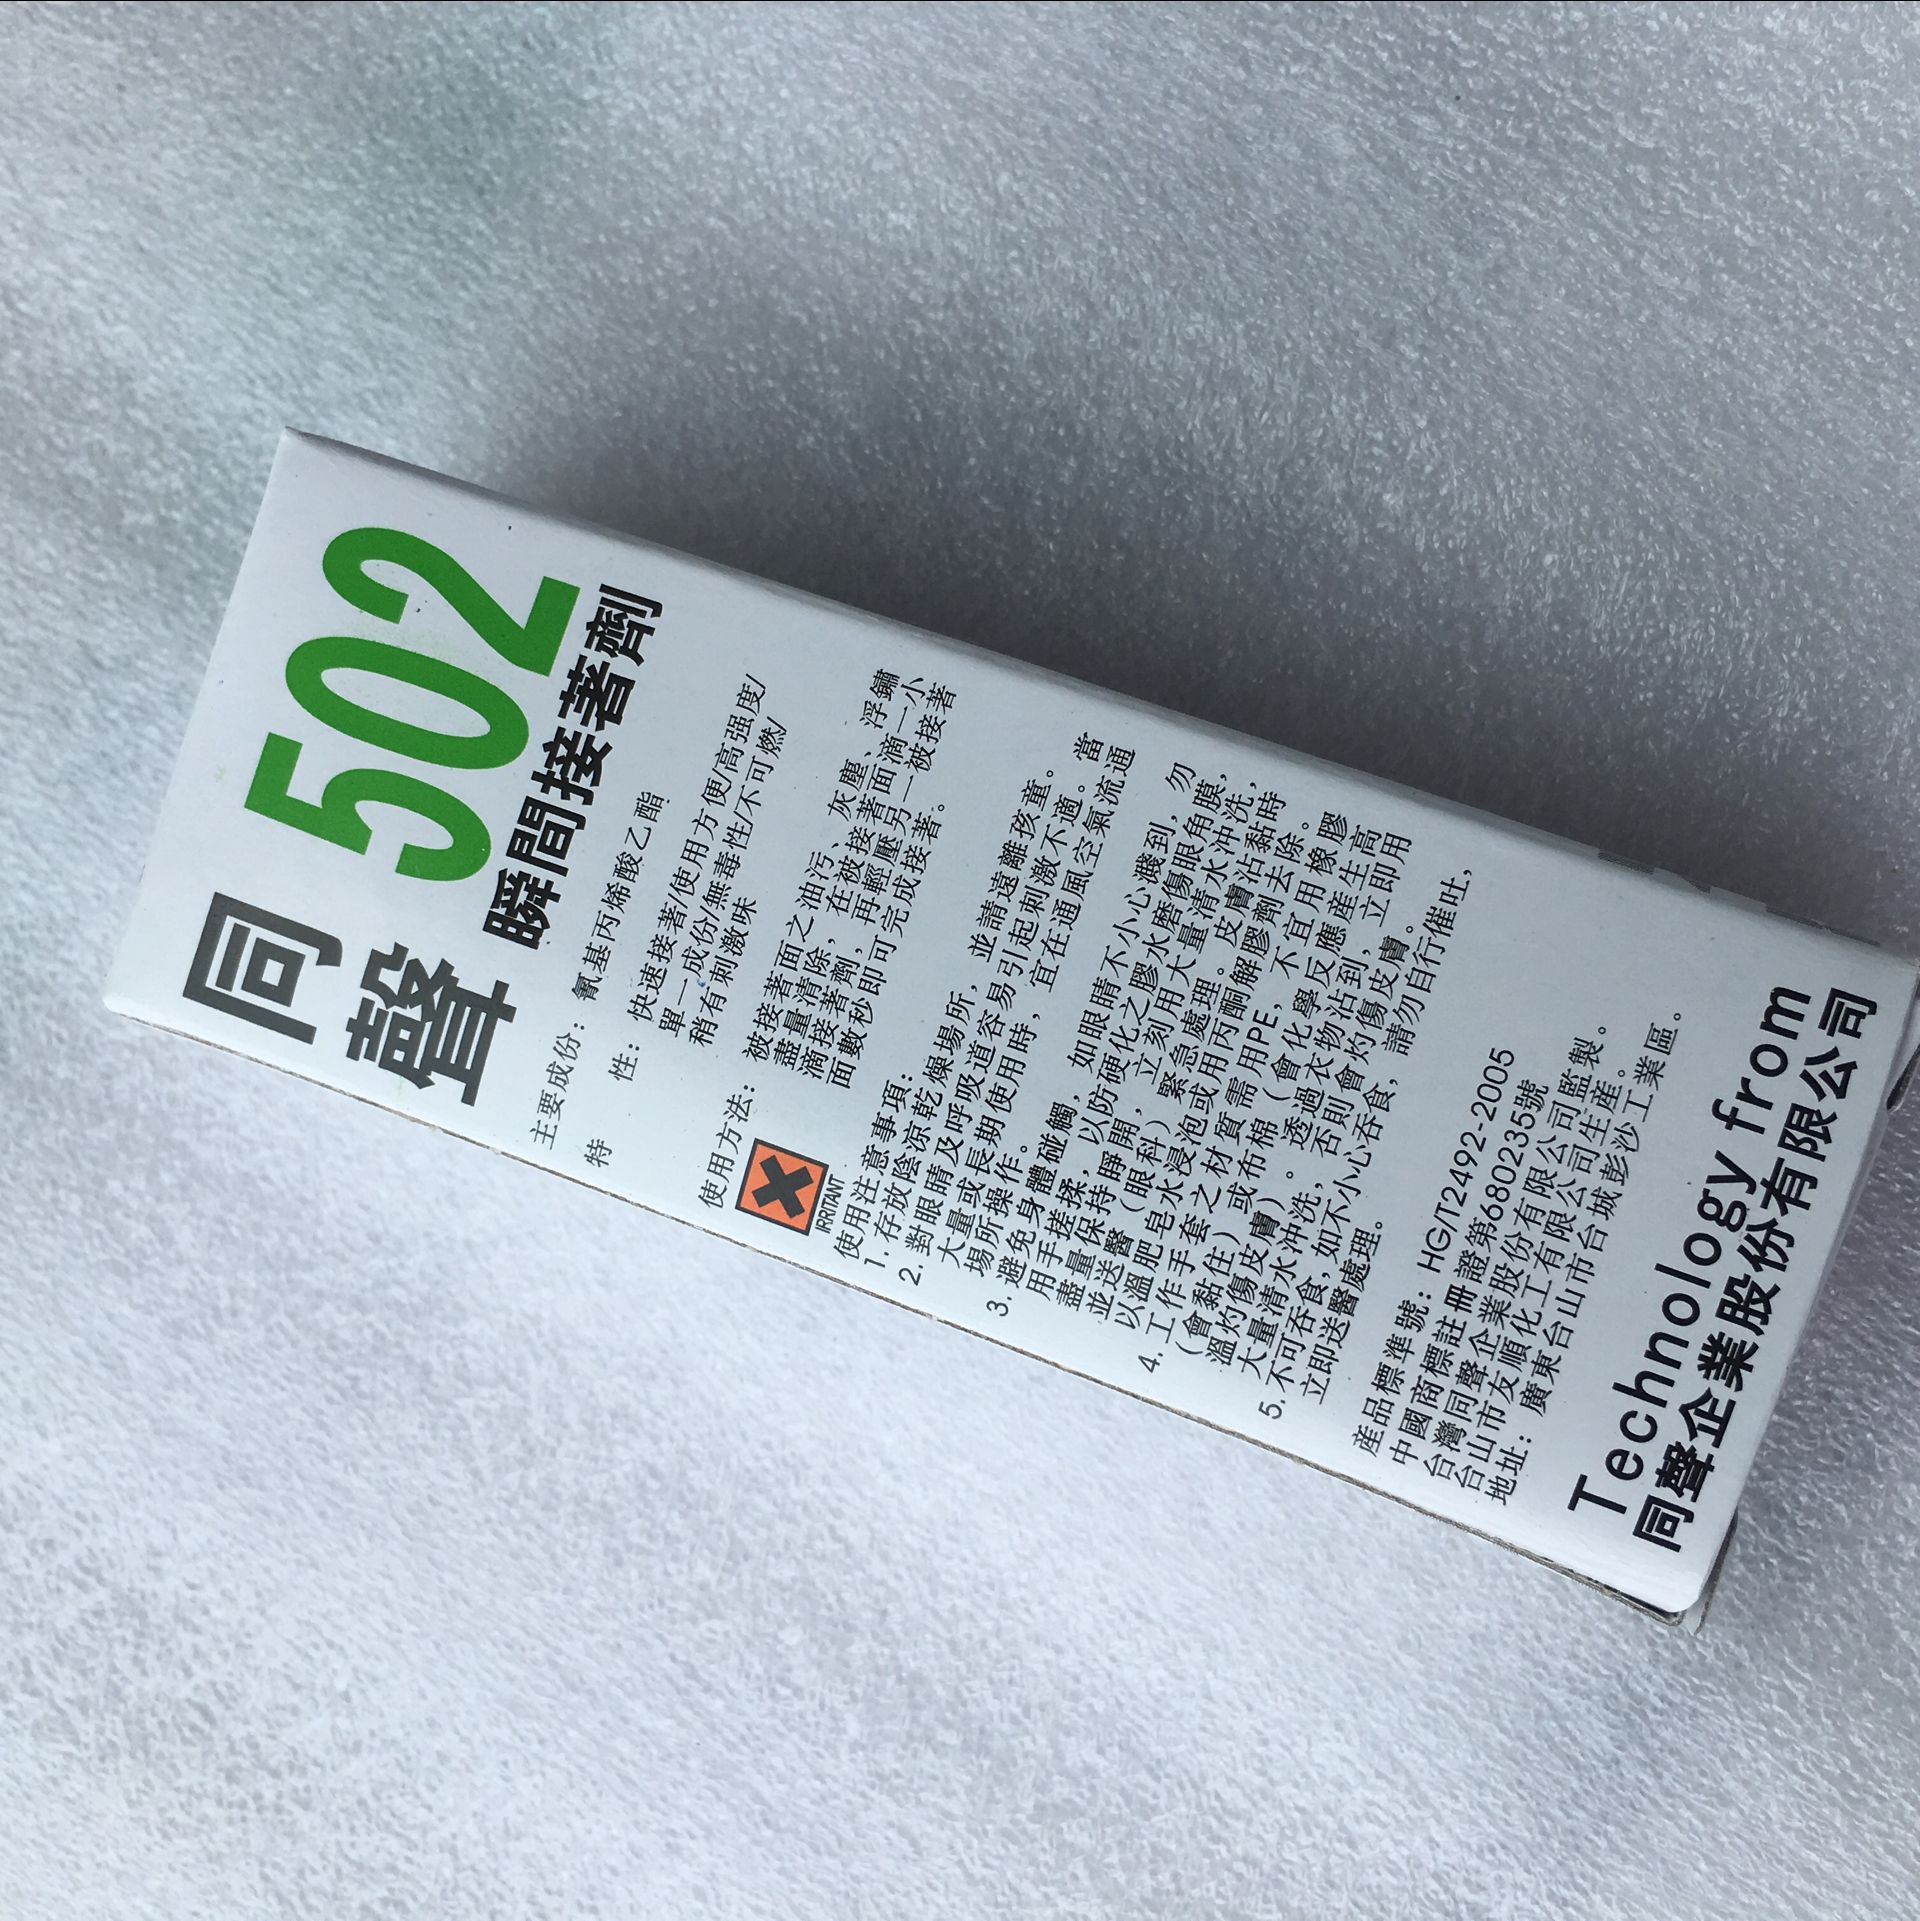 同聲 502
瞬間接著劑
主要成份：氰基丙烯酸乙酯
特 性：快速接著/使用方便/高强度/
單一成份/無毒性/不可燃/
稍有刺激味
使用方法：被接著面之油污、灰塵、浮鏽
盡量清除，在被接著面滴一小
滴接著劑，再輕壓另一被接著
面數秒即可完成接著。
IRRITANT
使用注意事項：
1. 存放陰涼乾燥場所，並請遠離孩童。
2. 對眼睛及呼吸道容易引起刺激不適。當
大量或長期使用時，宜在通風空氣流通
場所操作。
3. 避免身體碰觸，如眼睛不小心濺到，勿
用手搓揉，以防硬化之膠水磨傷眼角膜，
盡量保持睜開，立刻用大量清水沖洗，
並送醫（眼科）緊急處理。皮膚沾黏時
以溫肥皂水浸泡或用丙酮解膠劑去除。
4. 工作手套之材質需用PE，不宜用橡膠
（會黏住）或布棉（會化學反應産生高
溫灼傷皮膚）。透過衣物沾到，立即用
大量清水沖洗，否則會灼傷皮膚。
5. 不可吞食，如不小心吞食，請勿自行催吐，
立即送醫處理。
産品標準號：HG/T2492-2005
中國商標註冊證第6802355號
台灣同聲企業股份有限公司監製。
台山市友順化工有限公司生産。
地址：廣東台山市台城彭沙工業區。
Technology from
同聲企業股份有限公司